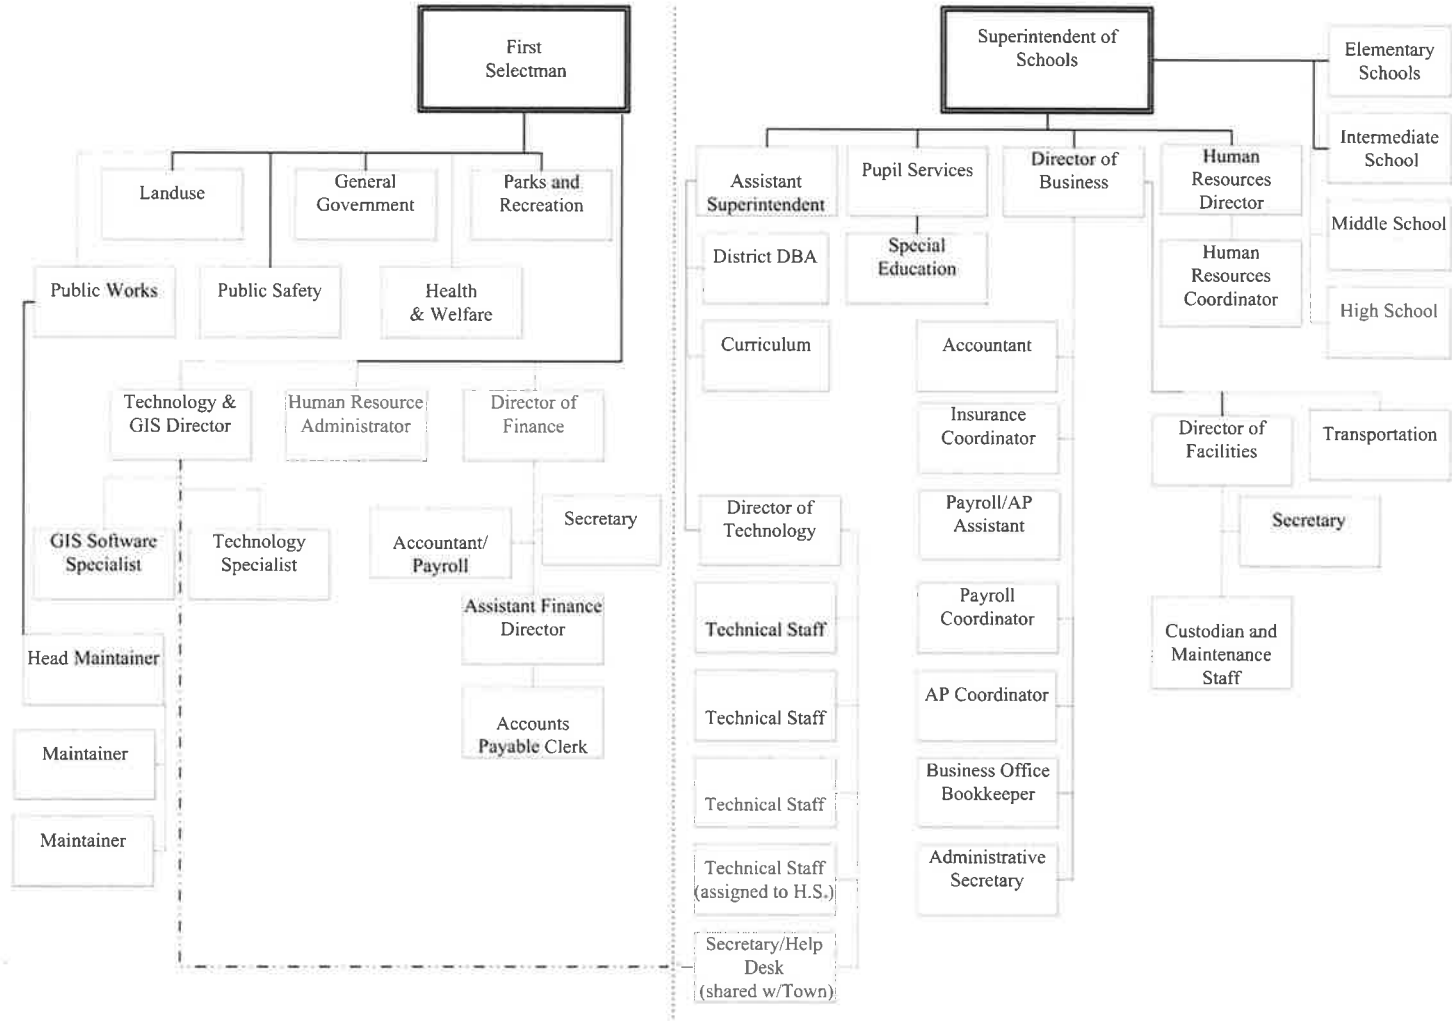 First
Selectman
Landuse
General
Government
Parks and
Recreation
Public Works
Public Safety
Health
& Welfare
Technology &
GIS Director
Human Resource
Administrator
Director of
Finance
GIS Software
Specialist
Technology
Specialist
Accountant/
Payroll
Secretary
Assistant Finance
Director
Accounts
Payable Clerk
Head Maintainer
Maintainer
Maintainer
Superintendent of
Schools
Elementary
Schools
Intermediate
School
Middle School
High School
Assistant
Superintendent
Pupil Services
Director of
Business
Human
Resources
Director
District DBA
Special
Education
Human
Resources
Coordinator
Curriculum
Director of
Technology
Technical Staff
Technical Staff
Technical Staff
Technical Staff
(assigned to H.S.)
Secretary/Help
Desk
(shared w/Town)
Accountant
Insurance
Coordinator
Payroll/AP
Assistant
Payroll
Coordinator
AP Coordinator
Business Office
Bookkeeper
Administrative
Secretary
Director of
Facilities
Transportation
Secretary
Custodian and
Maintenance
Staff